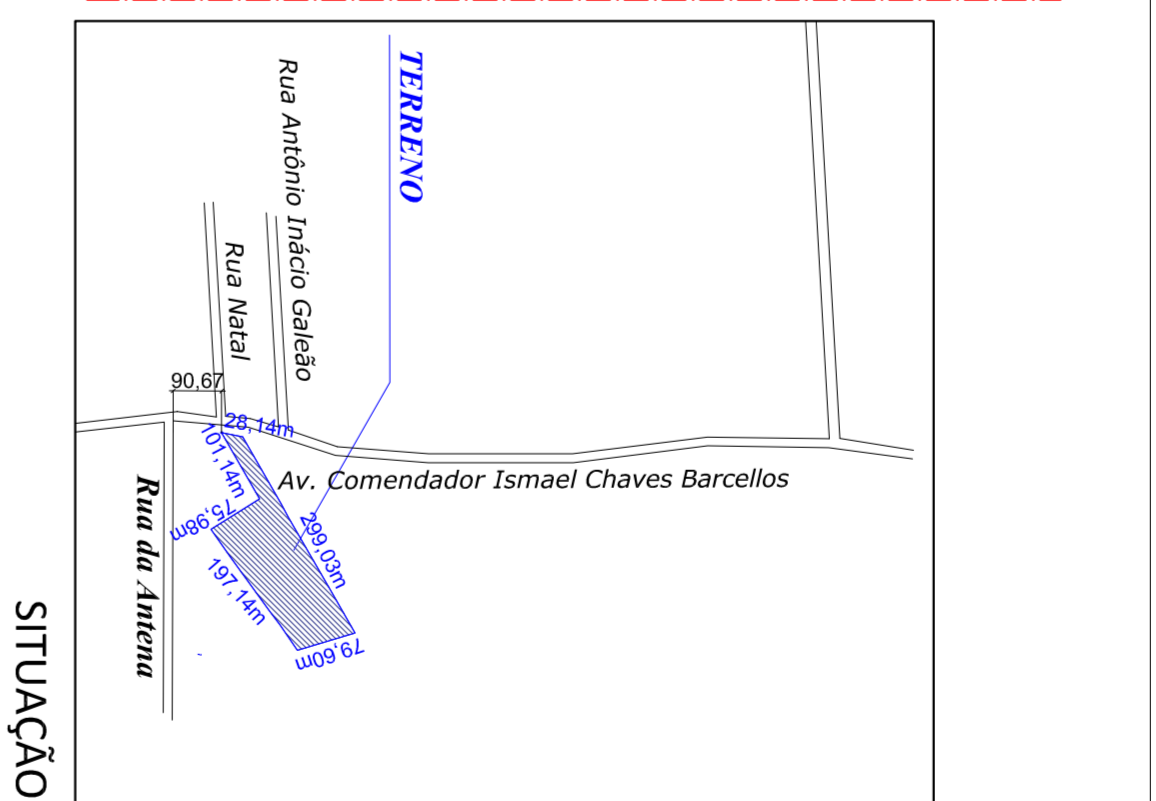 TERRENO
Rua Antônio Inácio Galeão
Rua Natal
90,67
28,14m
101,14m
Av. Comendador Ismael Chaves Barcellos
75,98m
299,03m
197,14m
79,60m
Rua da Antena
SITUAÇÃO